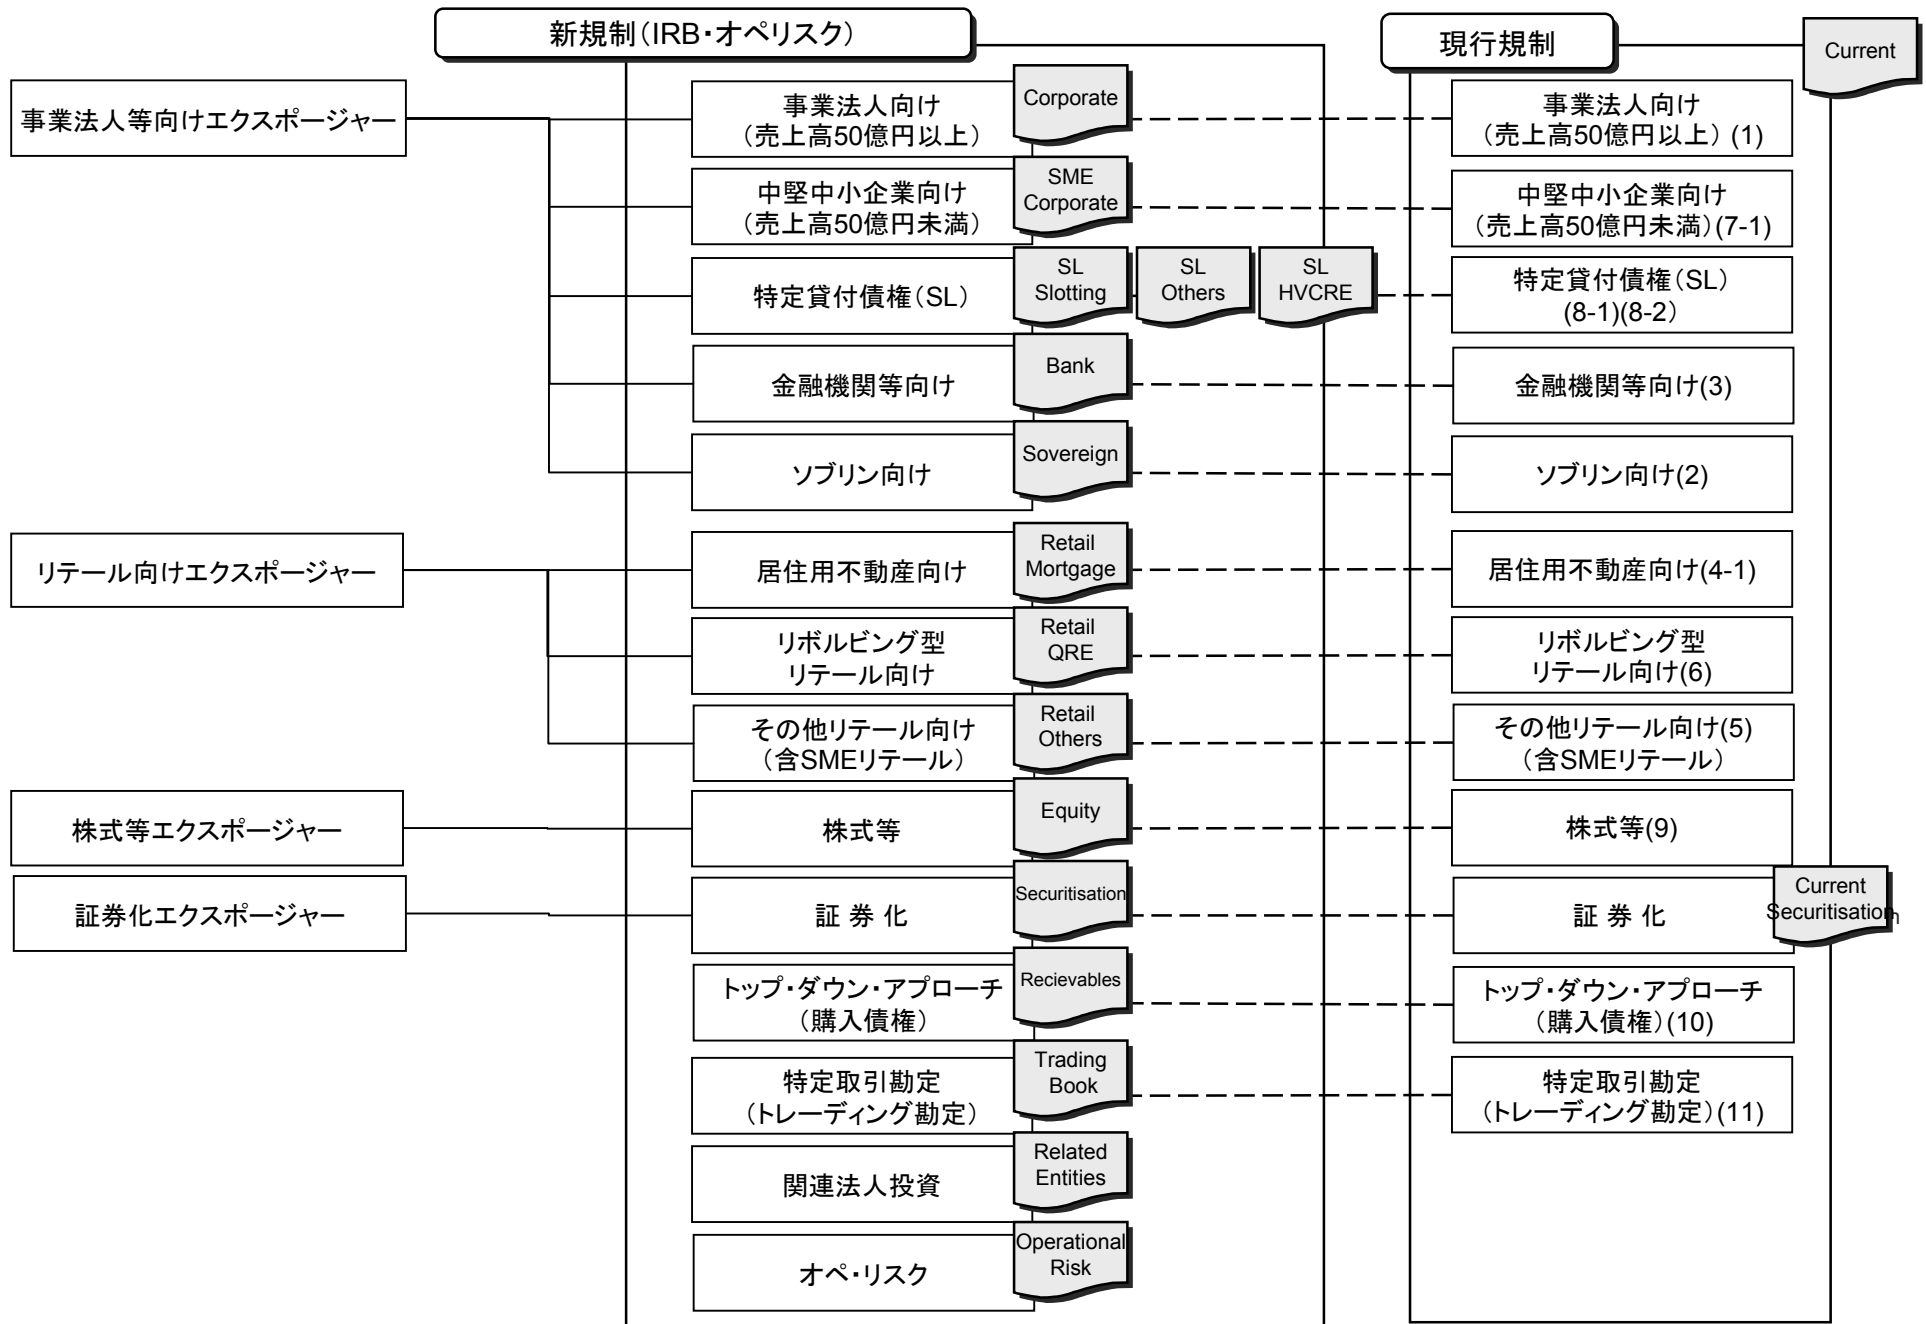 新規制（IRB・オペリスク）
現行規制
Current
事業法人等向けエクスポージャー
事業法人向け
（売上高50億円以上）
Corporate
事業法人向け
（売上高50億円以上） (1)
中堅中小企業向け
（売上高50億円未満）
SME
Corporate
中堅中小企業向け
（売上高50億円未満）(7-1)
特定貸付債権（SL）
SL
Slotting
SL
Others
SL
HVCRE
特定貸付債権（SL）
(8-1)(8-2）
金融機関等向け
Bank
金融機関等向け(3)
ソブリン向け
Sovereign
ソブリン向け(2)
リテール向けエクスポージャー
居住用不動産向け
Retail
Mortgage
居住用不動産向け(4-1)
リボルビング型
リテール向け
Retail
QRE
リボルビング型
リテール向け(6)
その他リテール向け
（含SMEリテール）
Retail
Others
その他リテール向け(5)
（含SMEリテール）
株式等エクスポージャー
株式等
Equity
株式等(9)
証券化エクスポージャー
証 券 化
Securitisation
証 券 化
Current
Securitisation
トップ・ダウン・アプローチ
（購入債権）
Recievables
トップ・ダウン・アプローチ
（購入債権）(10)
特定取引勘定
（トレーディング勘定）
Trading
Book
特定取引勘定
（トレーディング勘定）(11)
関連法人投資
Related
Entities
オペ・リスク
Operational
Risk